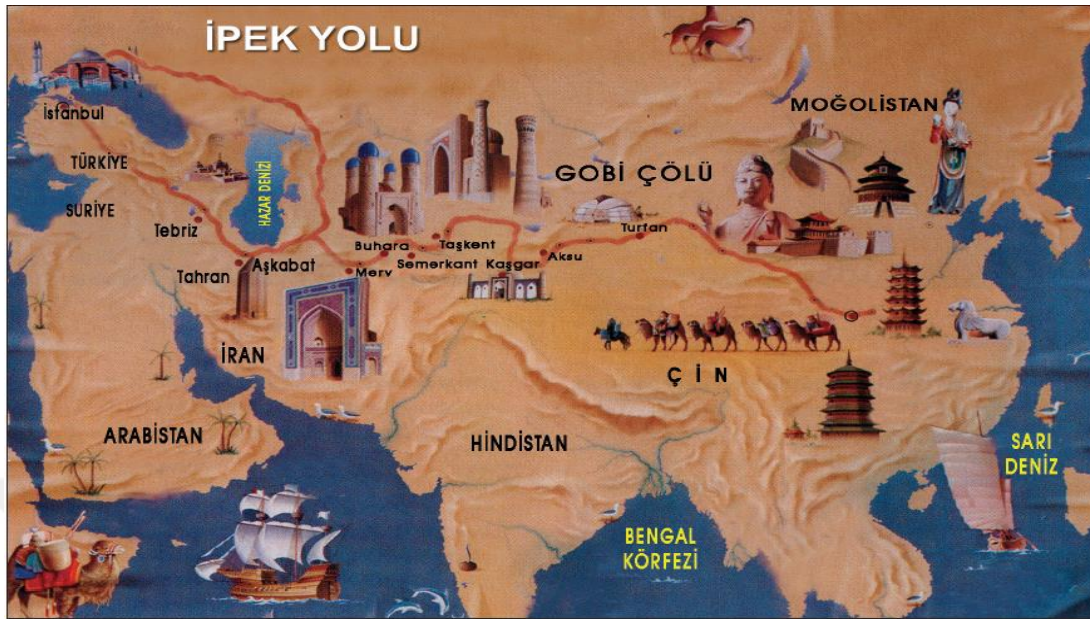 İPEK YOLU
MOĞOLİSTAN
İstanbul
TÜRKİYE
HAZAR DENİZİ
GOBİ ÇÖLÜ
SURİYE
Tebriz
Turfan
Buhara
Taşkent
Tahran
Aşkabat
Merv
Semerkant
Kaşgar
Aksu
İRAN
ÇİN
ARABİSTAN
HİNDİSTAN
SARI
DENİZ
BENGAL
KÖRFEZİ